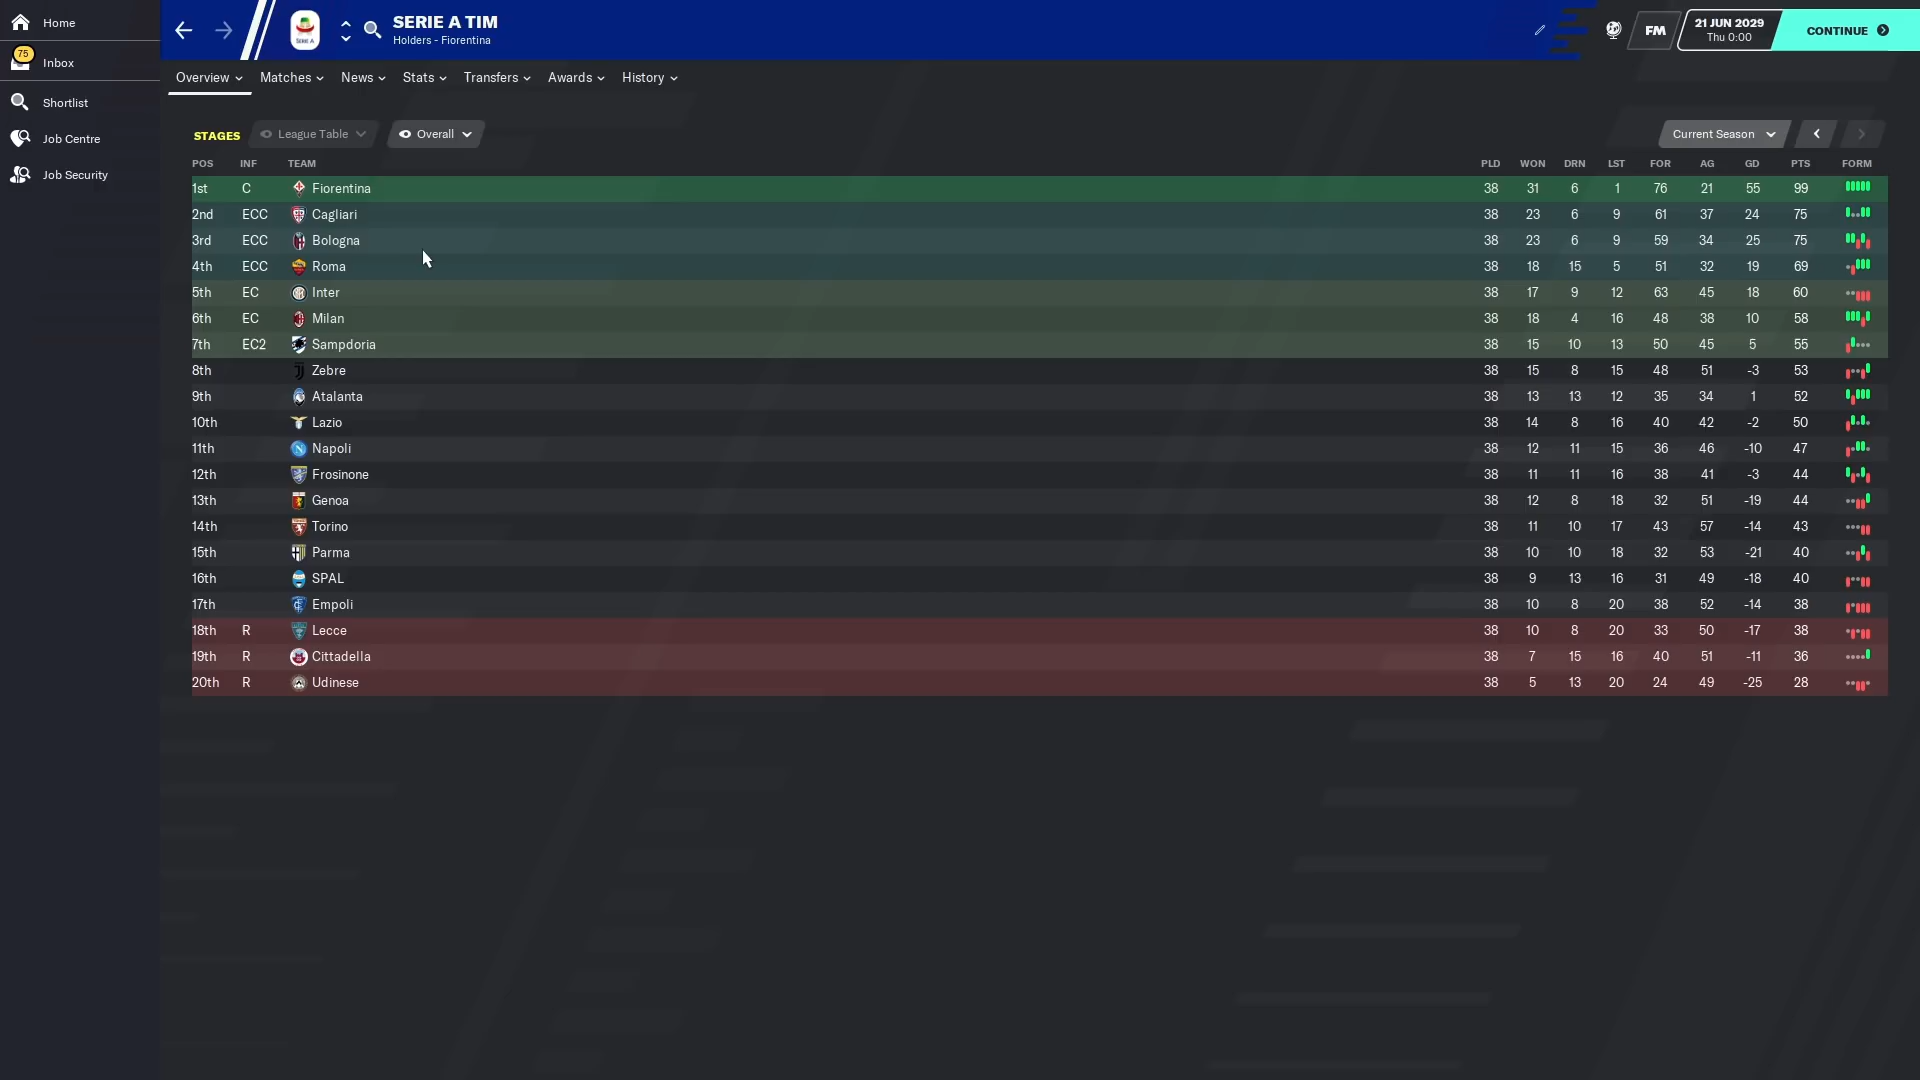 Home
75
Inbox
Shortlist
Job Centre
Job Security
SERIE A TIM
Holders - Fiorentina
FM
21 JUN 2029
Thu 0:00
CONTINUE
Overview Matches News Stats Transfers Awards History
STAGES League Table Overall Current Season
POS INF TEAM PLD WON DRN LST FOR AG GD PTS FORM
1st C Fiorentina 38 31 6 1 76 21 55 99
2nd ECC Cagliari 38 23 6 9 61 37 24 75
3rd ECC Bologna 38 23 6 9 59 34 25 75
4th ECC Roma 38 18 15 5 51 32 19 69
5th EC Inter 38 17 9 12 63 45 18 60
6th EC Milan 38 18 4 16 48 38 10 58
7th EC2 Sampdoria 38 15 10 13 50 45 5 55
8th Zebre 38 15 8 15 48 51 -3 53
9th Atalanta 38 13 13 12 35 34 1 52
10th Lazio 38 14 8 16 40 42 -2 50
11th Napoli 38 12 11 15 36 46 -10 47
12th Frosinone 38 11 11 16 38 41 -3 44
13th Genoa 38 12 8 18 32 51 -19 44
14th Torino 38 11 10 17 43 57 -14 43
15th Parma 38 10 10 18 32 53 -21 40
16th SPAL 38 9 13 16 31 49 -18 40
17th Empoli 38 10 8 20 38 52 -14 38
18th R Lecce 38 10 8 20 33 50 -17 38
19th R Cittadella 38 7 15 16 40 51 -11 36
20th R Udinese 38 5 13 20 24 49 -25 28